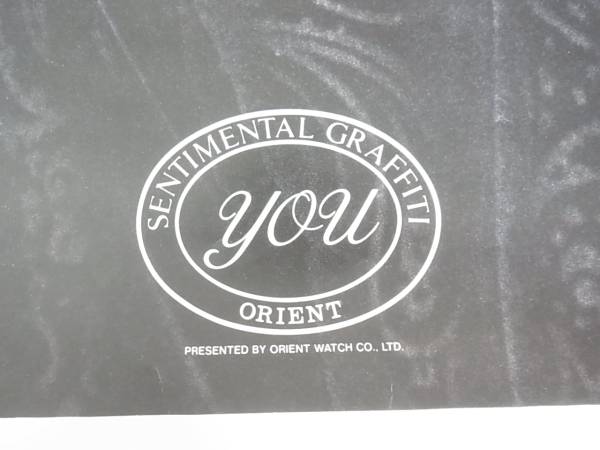 SENTIMENTAL GRAFFITI
you
ORIENT
PRESENTED BY ORIENT WATCH CO., LTD.